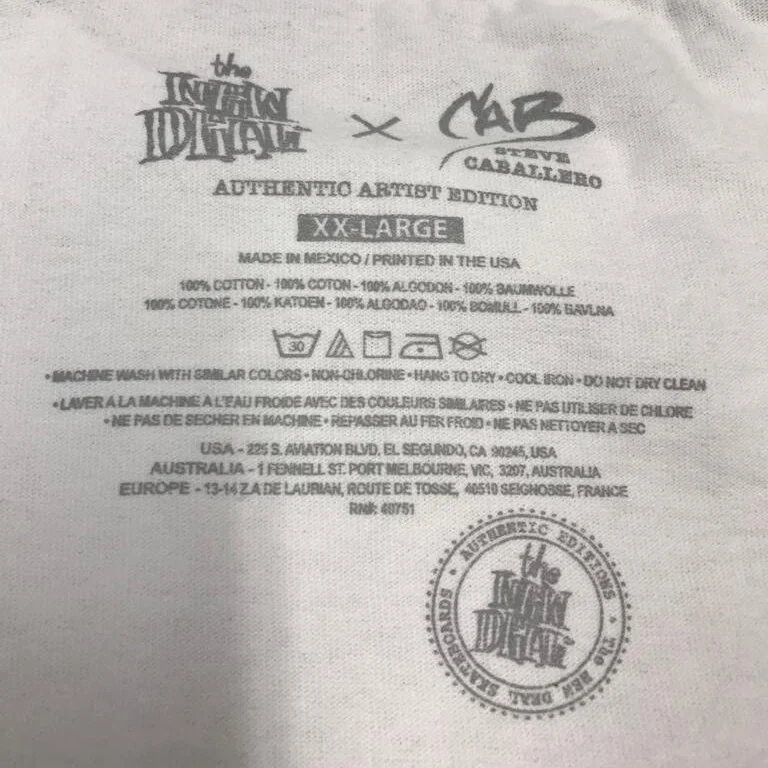 the
NEW
DEAL
×
CAB
STEVE
CABALLERO
AUTHENTIC ARTIST EDITION
XX-LARGE
MADE IN MEXICO / PRINTED IN THE USA
100% COTTON - 100% COTON - 100% ALGODON - 100% BAUMWOLLE
100% COTONE - 100% KATOEN - 100% ALGODAO - 100% BOMULL - 100% BAVLNA
30
• MACHINE WASH WITH SIMILAR COLORS • NON-CHLORINE • HANG TO DRY • COOL IRON • DO NOT DRY CLEAN
• LAVER A LA MACHINE A L'EAU FROIDE AVEC DES COULEURS SIMILAIRES • NE PAS UTILISER DE CHLORE
• NE PAS DE SECHER EN MACHINE • REPASSER AU FER FROID • NE PAS NETTOYER A SEC
USA - 225 S. AVIATION BLVD, EL SEGUNDO, CA 90245, USA
AUSTRALIA - 1 FENNELL ST. PORT MELBOURNE, VIC, 3207, AUSTRALIA
EUROPE - 13-14 Z.A DE LAURIAN, ROUTE DE TOSSE, 40510 SEIGNOSSE, FRANCE
RN#: 40751
AUTHENTIC EDITIONS • The NEW DEAL SKATEBOARDS •
the
NEW
DEAL